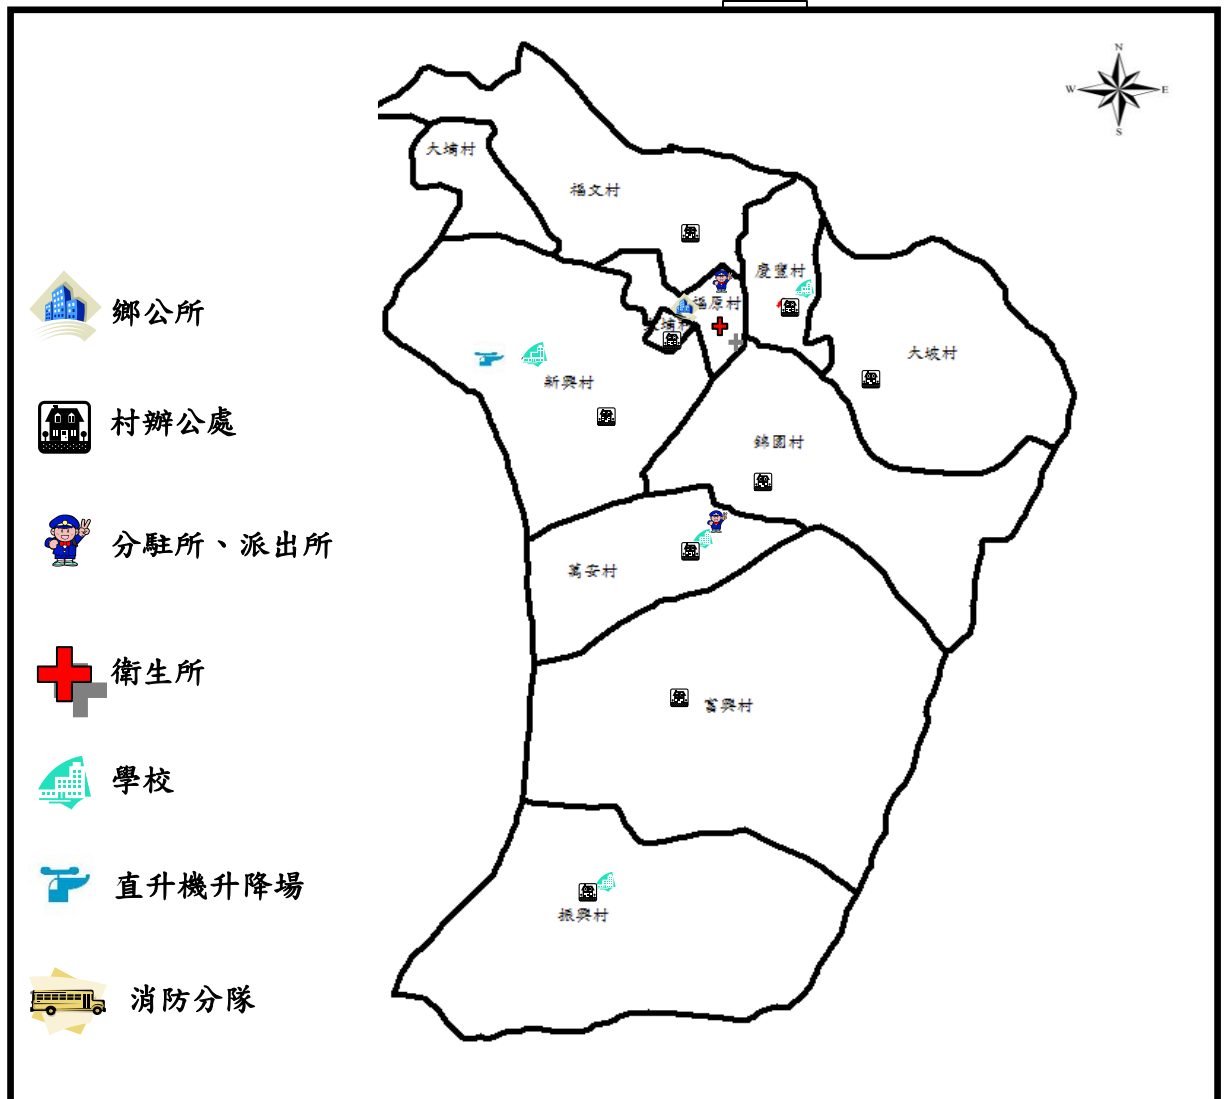 N
W
E
S
大埔村
福文村
慶豐村
福原村
大埔村
大坡村
新興村
錦園村
萬安村
富興村
振興村
鄉公所
村辦公處
分駐所、派出所
衛生所
學校
直升機升降場
消防分隊